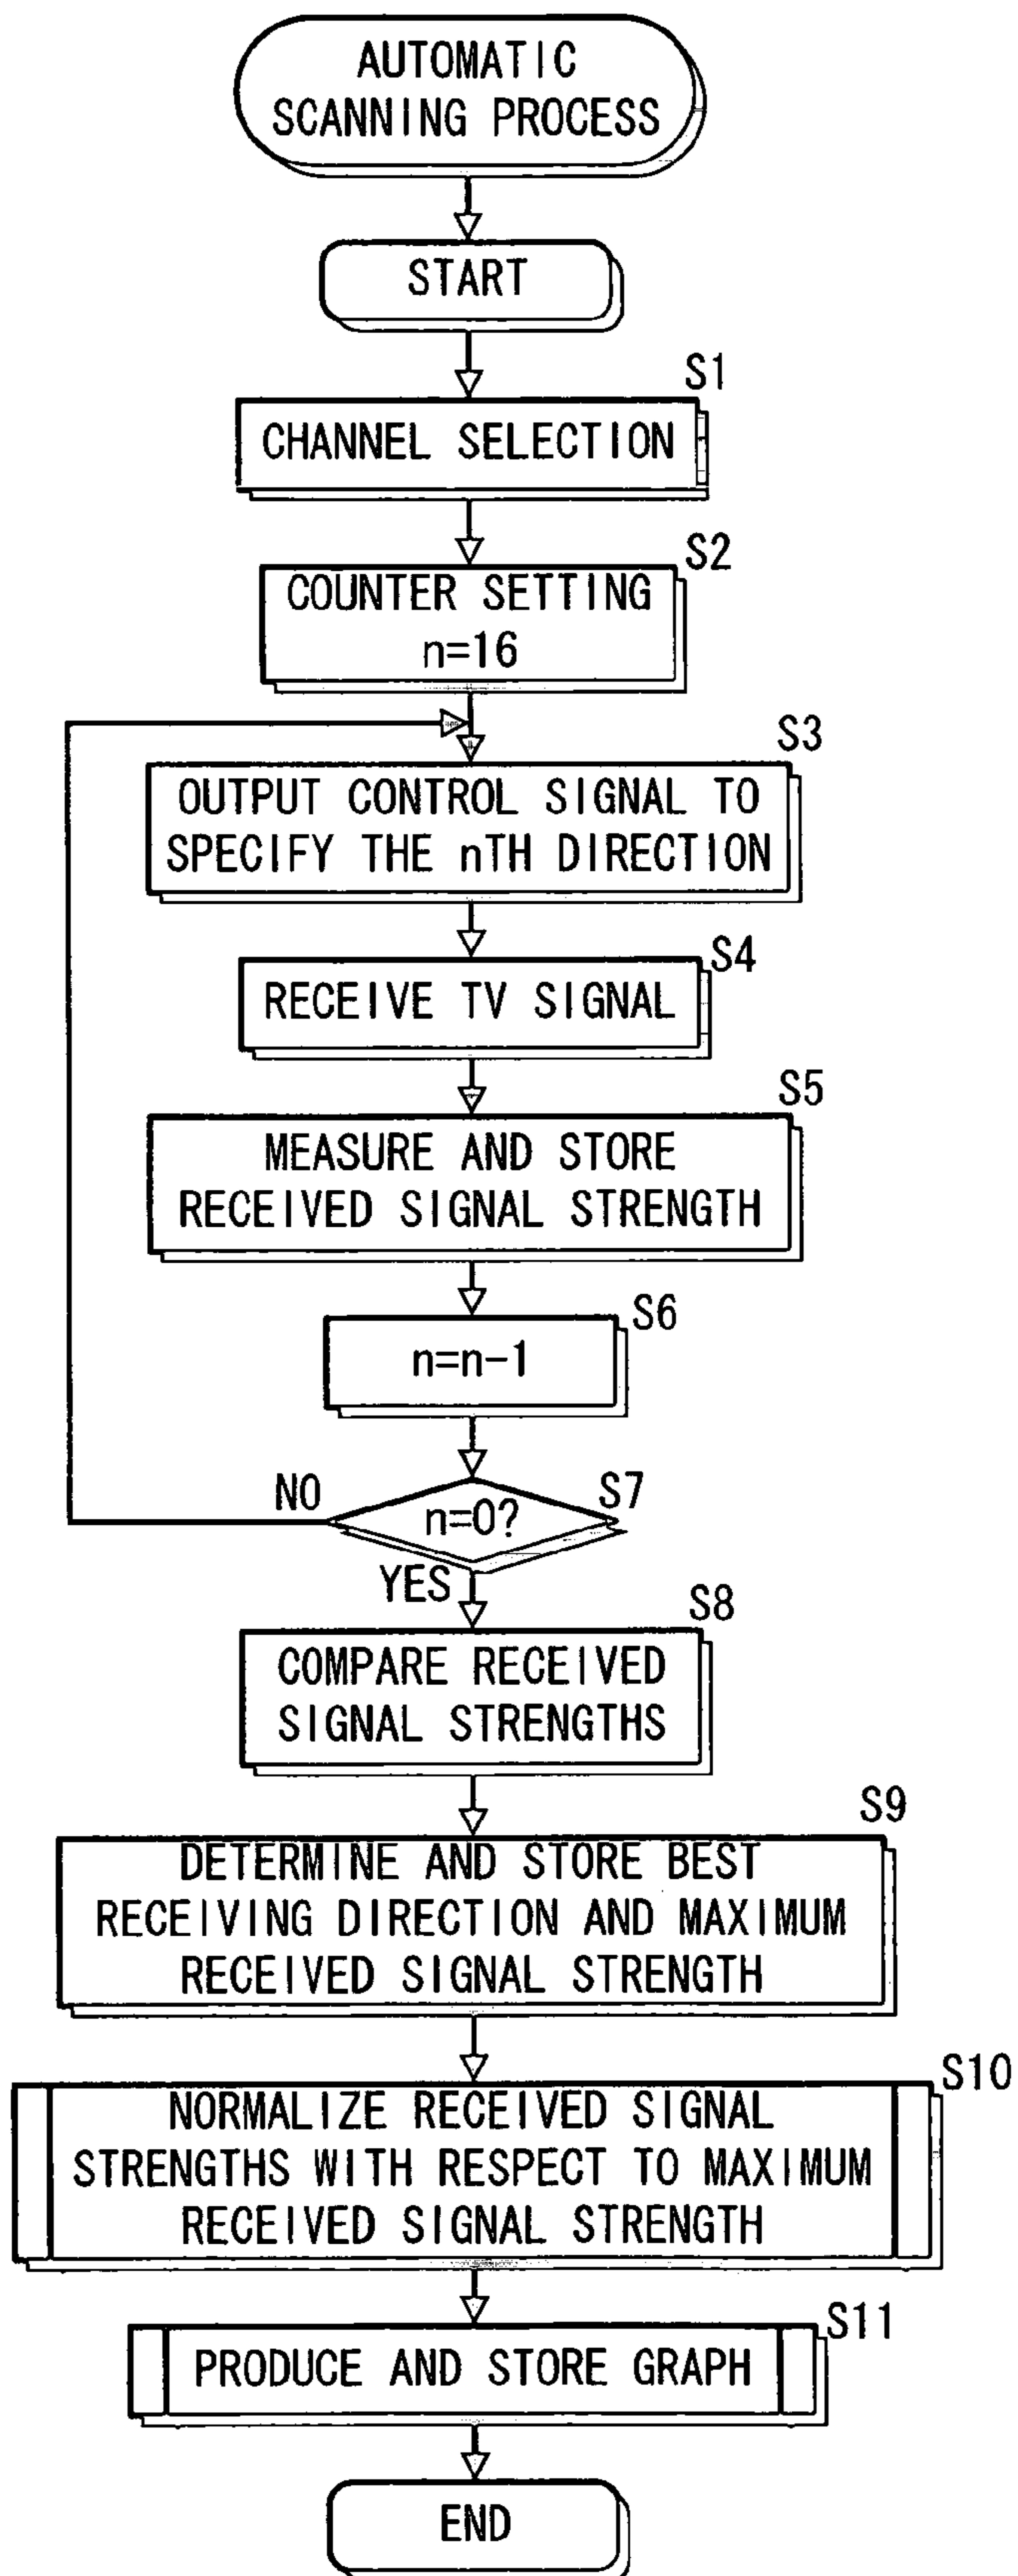 AUTOMATIC
SCANNING PROCESS
START
S1
CHANNEL SELECTION
S2
COUNTER SETTING
n=16
S3
OUTPUT CONTROL SIGNAL TO
SPECIFY THE nTH DIRECTION
S4
RECEIVE TV SIGNAL
S5
MEASURE AND STORE
RECEIVED SIGNAL STRENGTH
S6
n=n-1
NO
n=0?
S7
YES
S8
COMPARE RECEIVED
SIGNAL STRENGTHS
S9
DETERMINE AND STORE BEST
RECEIVING DIRECTION AND MAXIMUM
RECEIVED SIGNAL STRENGTH
S10
NORMALIZE RECEIVED SIGNAL
STRENGTHS WITH RESPECT TO MAXIMUM
RECEIVED SIGNAL STRENGTH
S11
PRODUCE AND STORE GRAPH
END